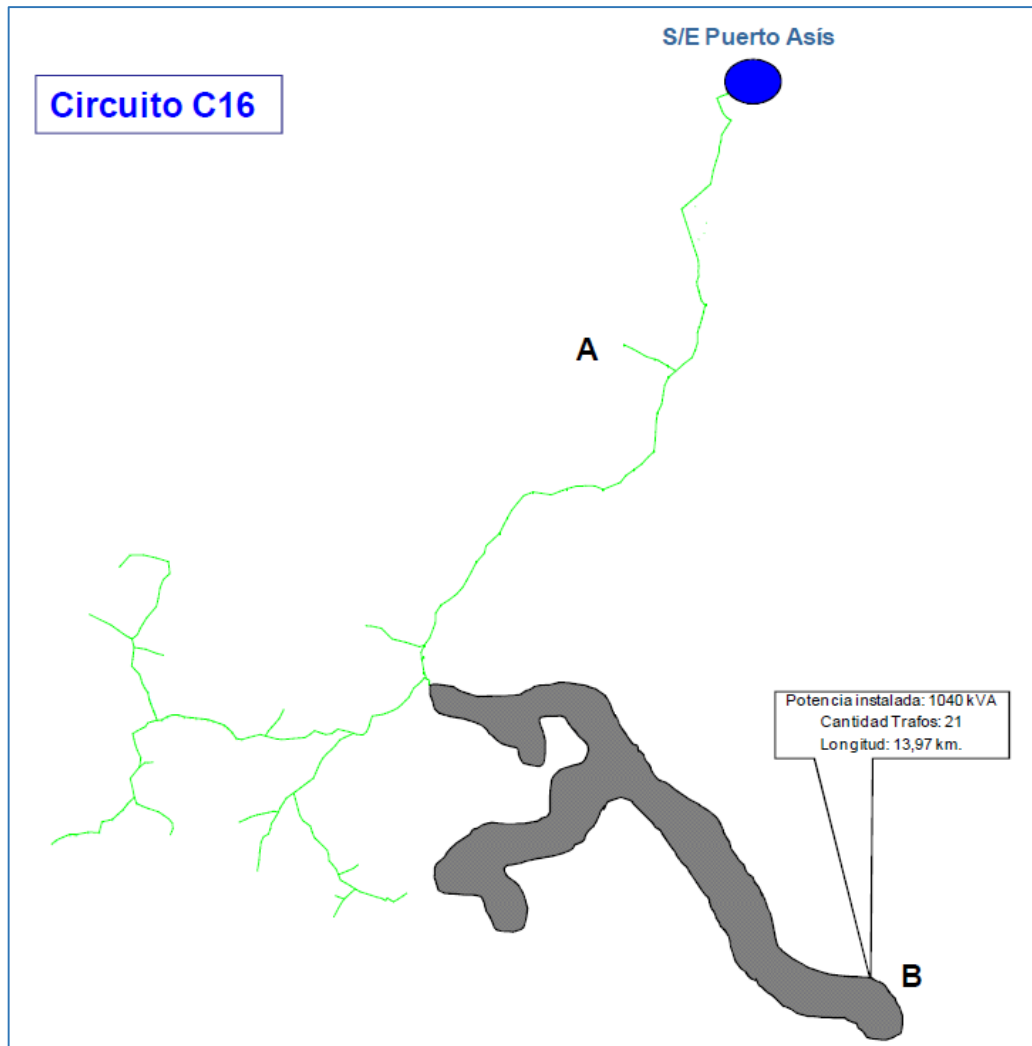 S/E Puerto Asís
Circuito C16
A
Potencia instalada: 1040 kVA
Cantidad Trafos: 21
Longitud: 13,97 km.
B